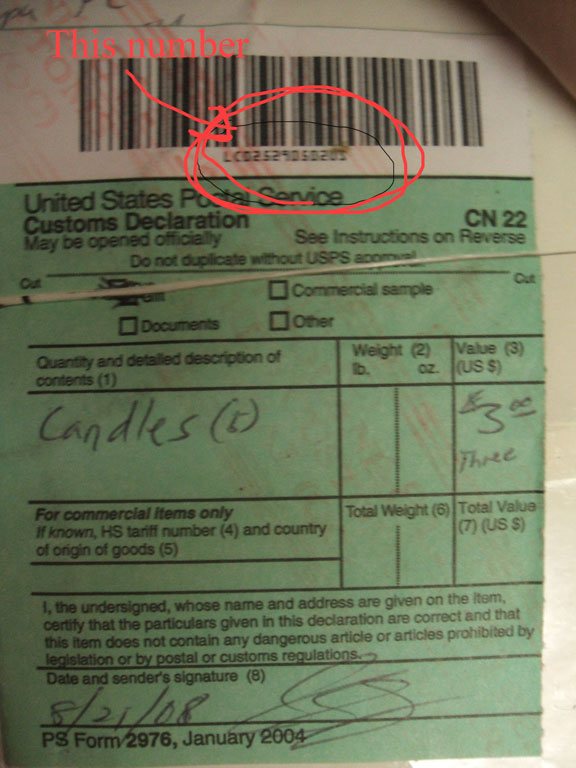 This number
LC026290602US
United States Postal Service
Customs Declaration CN 22
May be opened officially See Instructions on Reverse
Do not duplicate without USPS approval
Cut Cut
Gift Commercial sample
Documents Other
Quantity and detailed description of contents (1) Weight (2) lb. oz. Value (3) (US $)
Candles (5) $3 00
Three
For commercial items only Total Weight (6) Total Value
If known, HS tariff number (4) and country (7) (US $)
of origin of goods (5)
I, the undersigned, whose name and address are given on the item,
certify that the particulars given in this declaration are correct and that
this item does not contain any dangerous article or articles prohibited by
legislation or by postal or customs regulations.
Date and sender's signature (8)
8/21/08
PS Form 2976, January 2004